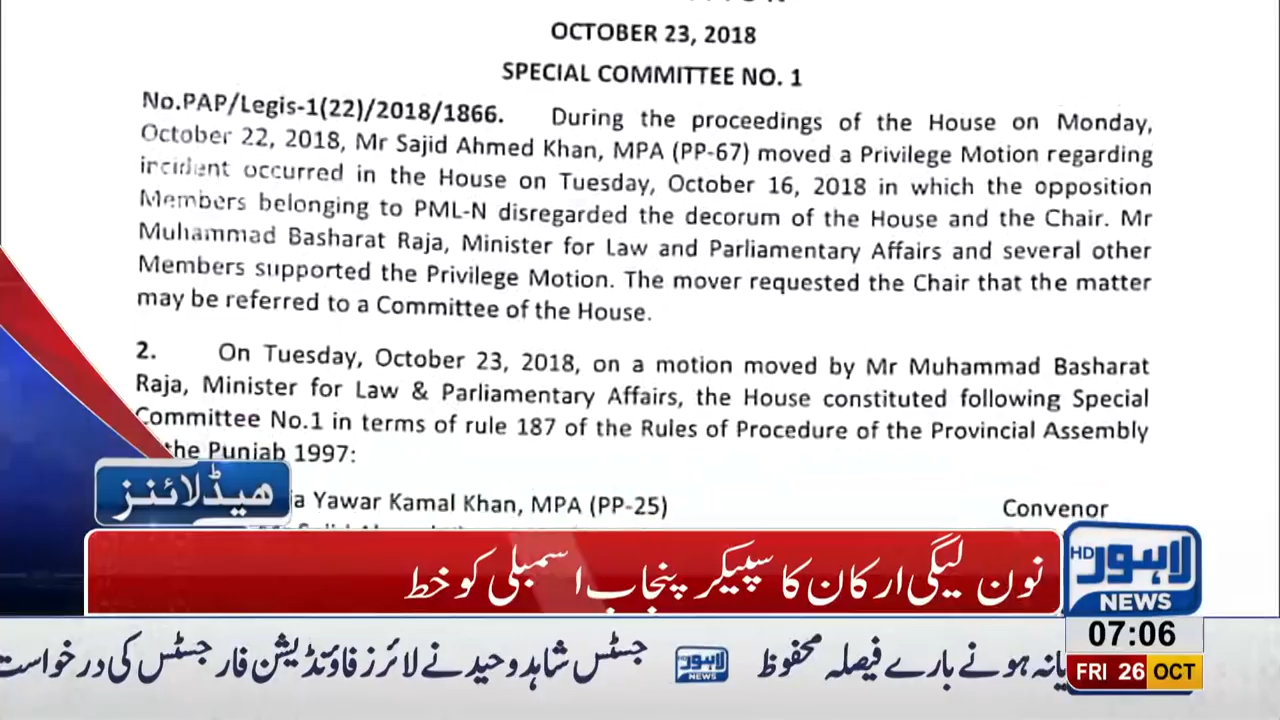 OCTOBER 23, 2018
SPECIAL COMMITTEE NO. 1
No.PAP/Legis-1(22)/2018/1866. During the proceedings of the House on Monday,
October 22, 2018, Mr Sajid Ahmed Khan, MPA (PP-67) moved a Privilege Motion regarding
incident occurred in the House on Tuesday, October 16, 2018 in which the opposition
Members belonging to PML-N disregarded the decorum of the House and the Chair. Mr
Muhammad Basharat Raja, Minister for Law and Parliamentary Affairs and several other
Members supported the Privilege Motion. The mover requested the Chair that the matter
may be referred to a Committee of the House.
2. On Tuesday, October 23, 2018, on a motion moved by Mr Muhammad Basharat
Raja, Minister for Law & Parliamentary Affairs, the House constituted following Special
Committee No.1 in terms of rule 187 of the Rules of Procedure of the Provincial Assembly
the Punjab 1997:
Yawar Kamal Khan, MPA (PP-25) Convenor
ہیڈلائنز
نون لیگی ارکان کا سپیکر پنجاب اسمبلی کو خط
HD لاہور
NEWS
07:06
FRI 26 OCT
یانہ ہونے بارے فیصلہ محفوظ لاہور NEWS جسٹس شاہد وحید نے لائرز فاؤنڈیشن فار جسٹس کی درخواست